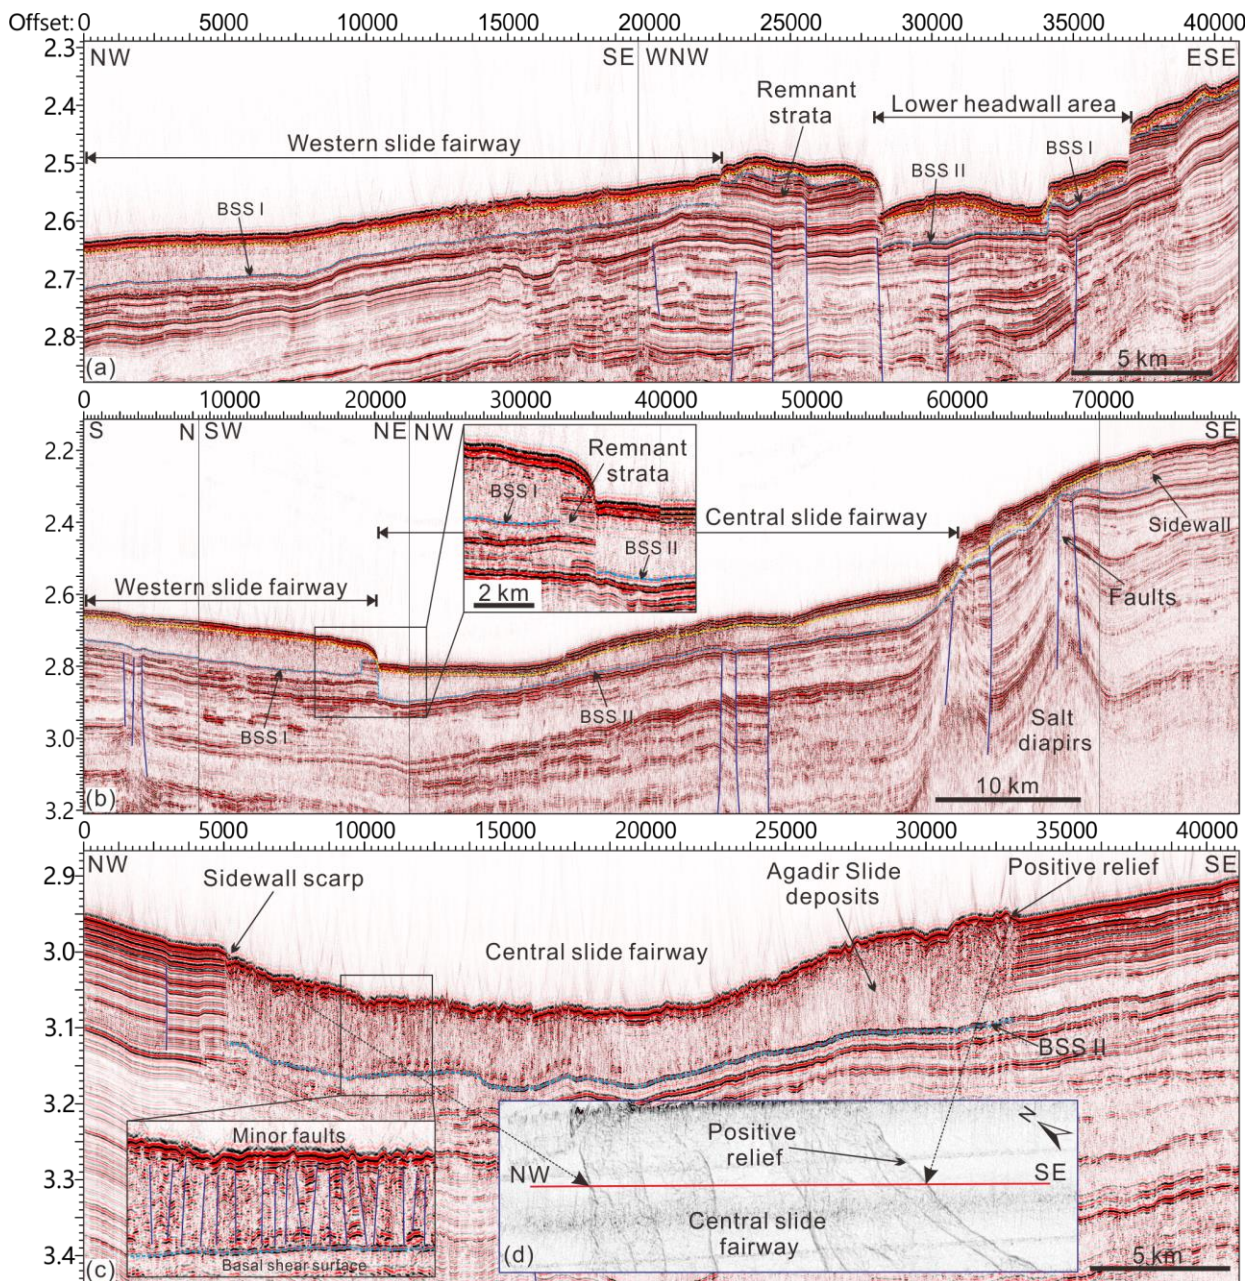 Offset: 0 5000 10000 15000 20000 25000 30000 35000 40000
NW SE WNW ESE
2.3
2.4
2.5
2.6
2.7
2.8
Remnant
strata
Lower headwall area
Western slide fairway
BSS I
BSS II
BSS I
5 km
(a)
0 10000 20000 30000 40000 50000 60000 70000
S N SW NE NW SE
2.2
2.4
2.6
2.8
3.0
3.2
Remnant
strata
BSS I
BSS II
2 km
Central slide fairway
Sidewall
Western slide fairway
Faults
BSS I
BSS II
Salt
diapirs
10 km
(b)
0 5000 10000 15000 20000 25000 30000 35000 40000
NW SE
2.9
3.0
3.1
3.2
3.3
3.4
Sidewall scarp
Agadir Slide
deposits
Positive relief
Central slide fairway
BSS II
Minor faults
Basal shear surface
(c)
N
Positive
relief
NW SE
Central slide
fairway
(d)
5 km